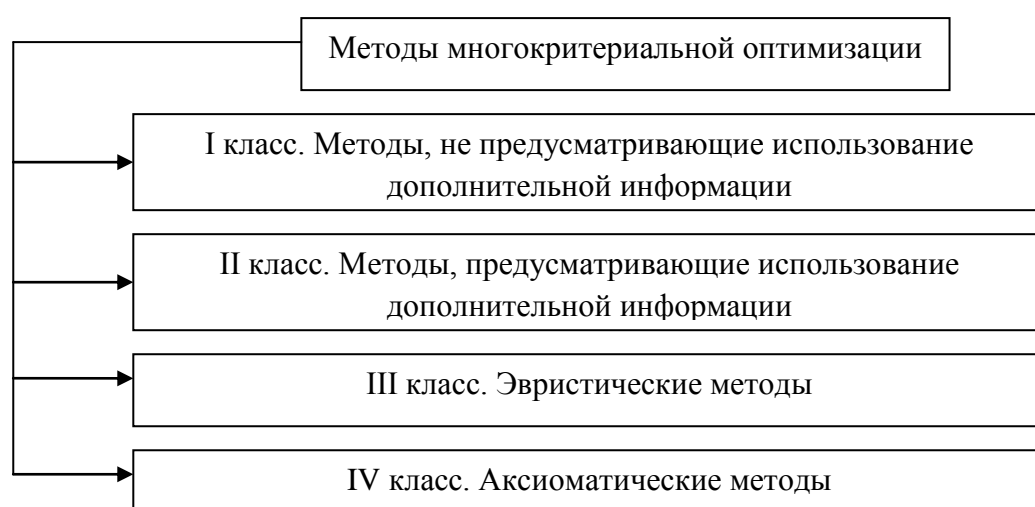 Методы многокритериальной оптимизации
I класс. Методы, не предусматривающие использование
дополнительной информации
II класс. Методы, предусматривающие использование
дополнительной информации
III класс. Эвристические методы
IV класс. Аксиоматические методы